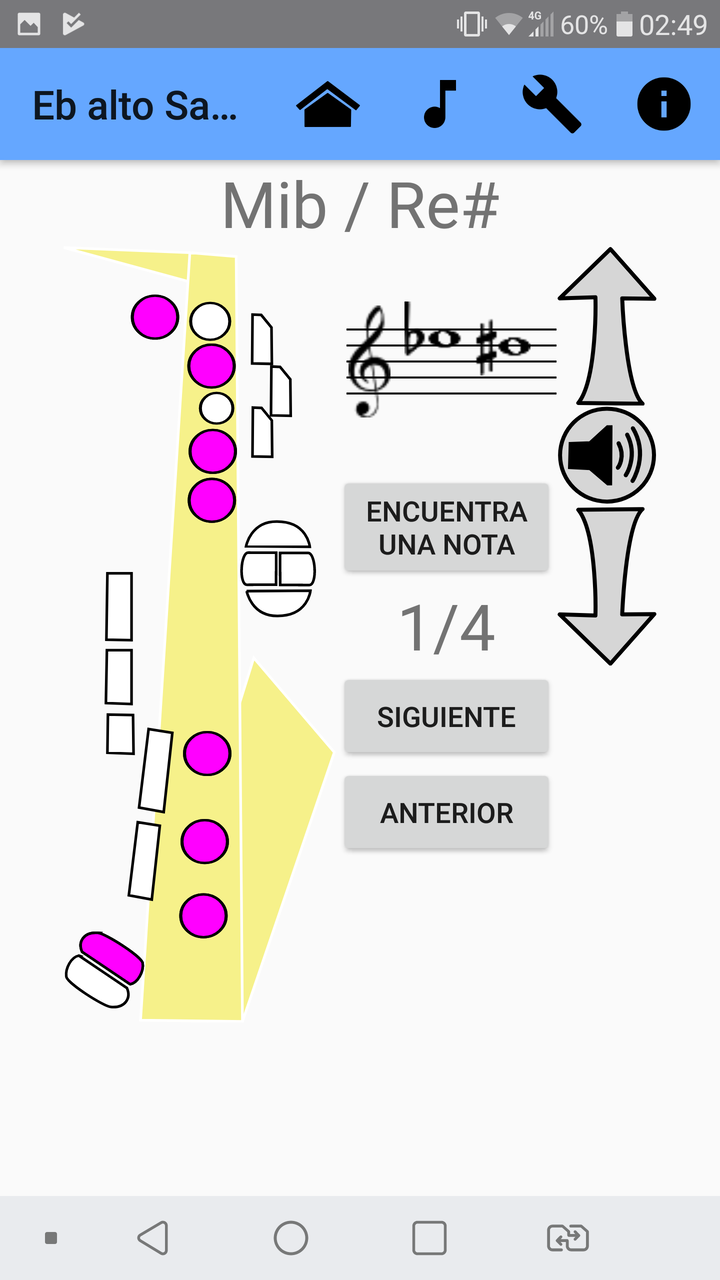 4G 60% 02:49
Eb alto Sa...
Mib / Re#
ENCUENTRA
UNA NOTA
1/4
SIGUIENTE
ANTERIOR